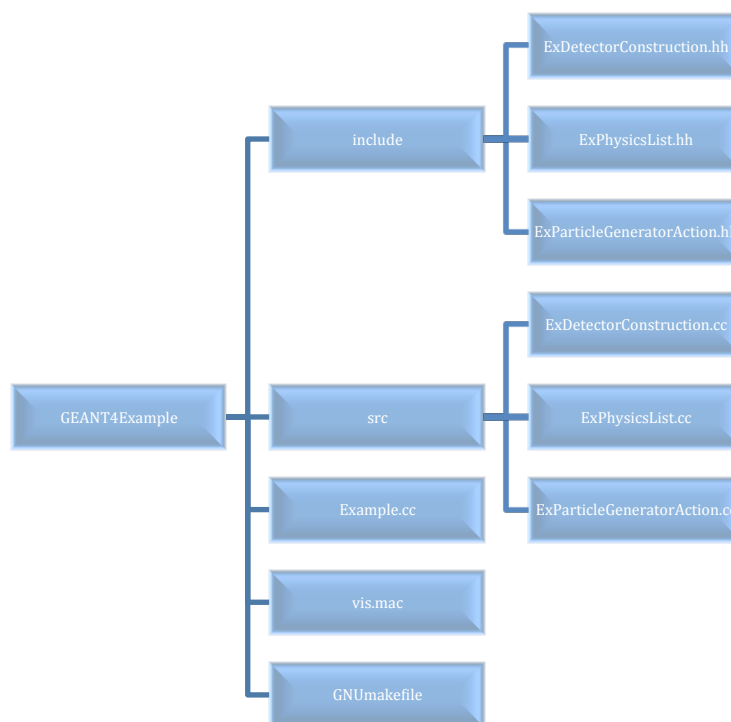 GEANT4Example
include
ExDetectorConstruction.hh
ExPhysicsList.hh
ExParticleGeneratorAction.h
src
ExDetectorConstruction.cc
ExPhysicsList.cc
ExParticleGeneratorAction.c
Example.cc
vis.mac
GNUmakefile